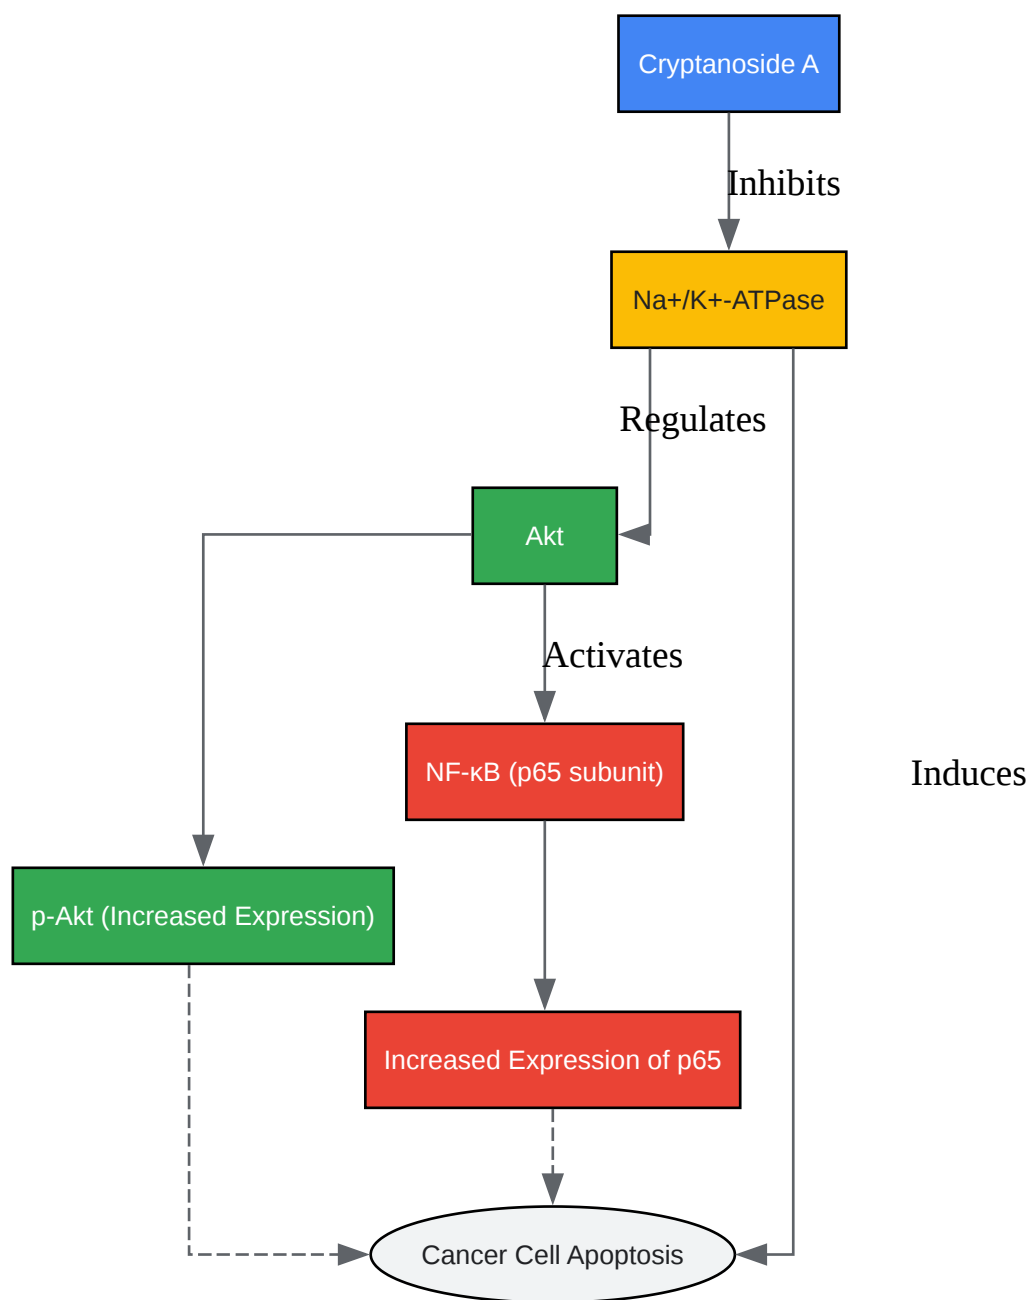 Cryptanoside A
Inhibits
Na+/K+-ATPase
Regulates
Akt
Activates
NF-κB (p65 subunit)
Induces
p-Akt (Increased Expression)
Increased Expression of p65
Cancer Cell Apoptosis